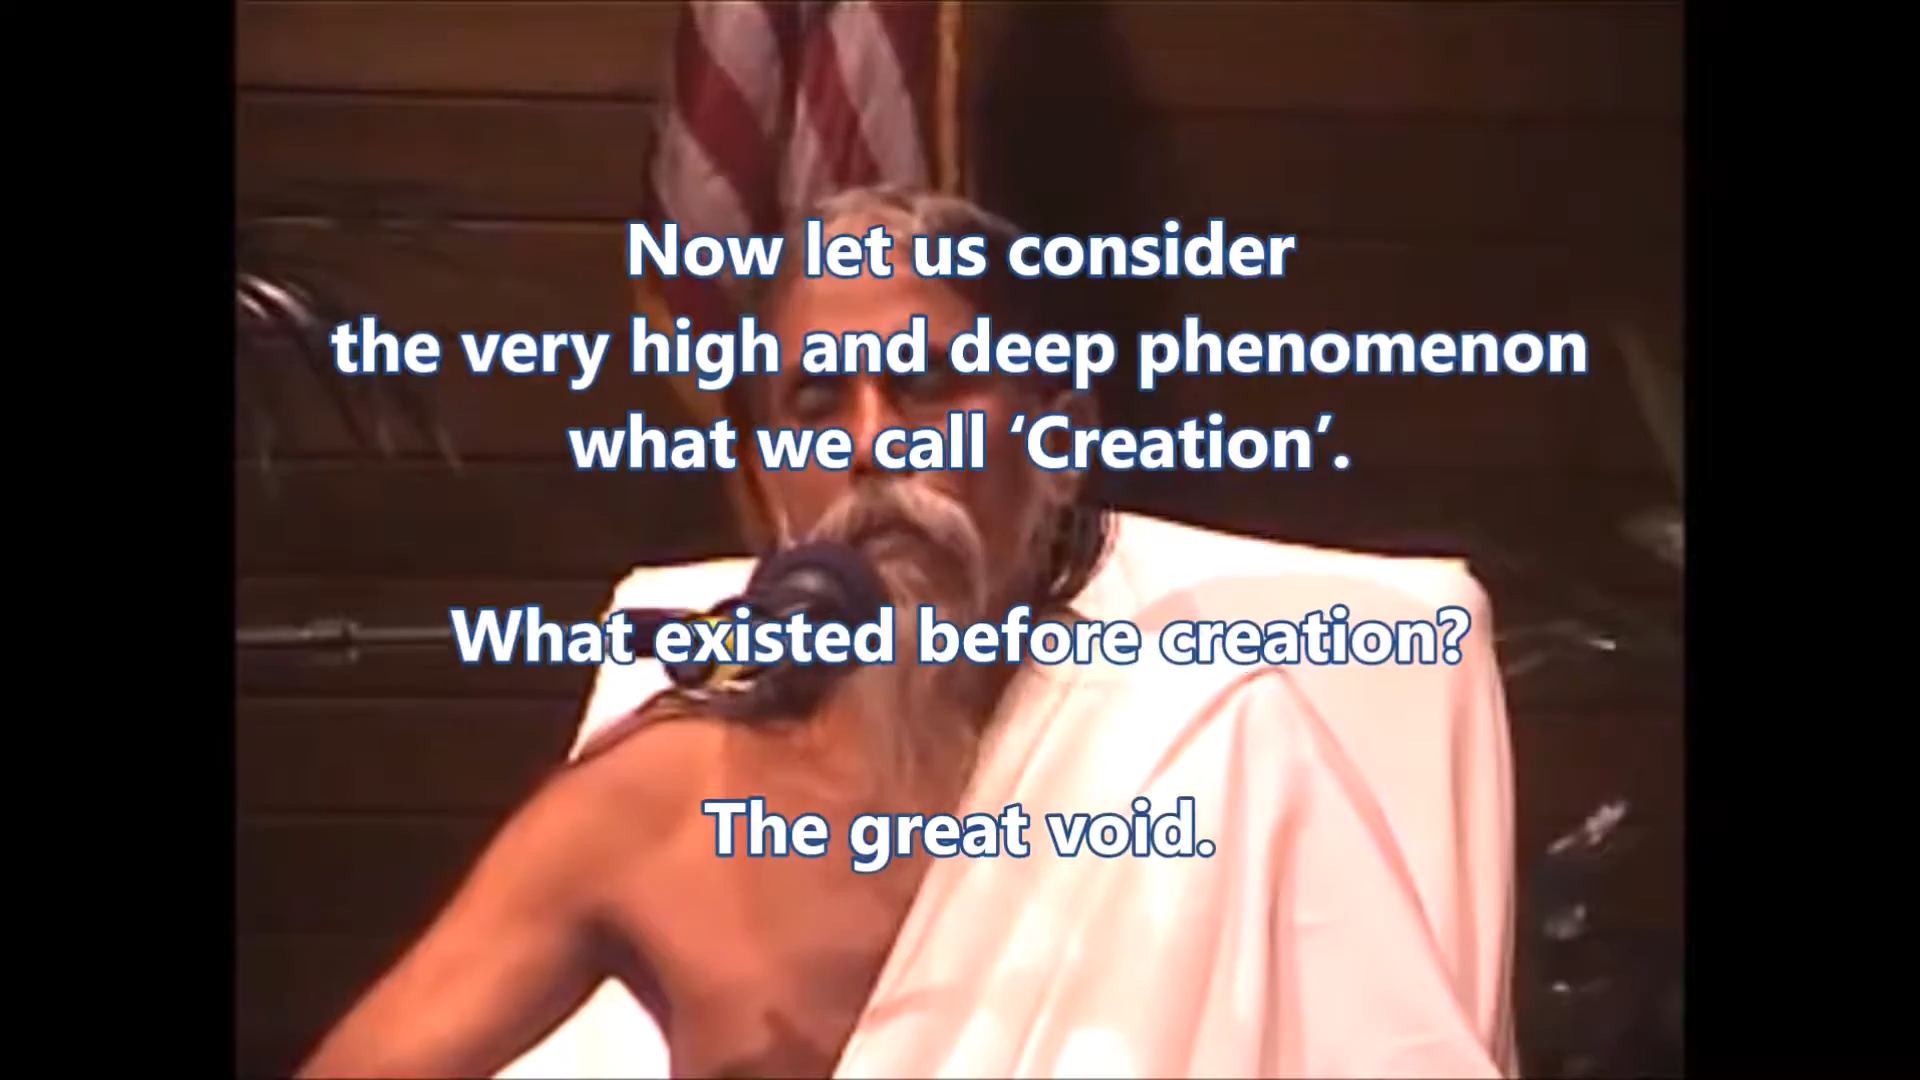 Now let us consider
the very high and deep phenomenon
what we call ‘Creation’.
What existed before creation?
The great void.